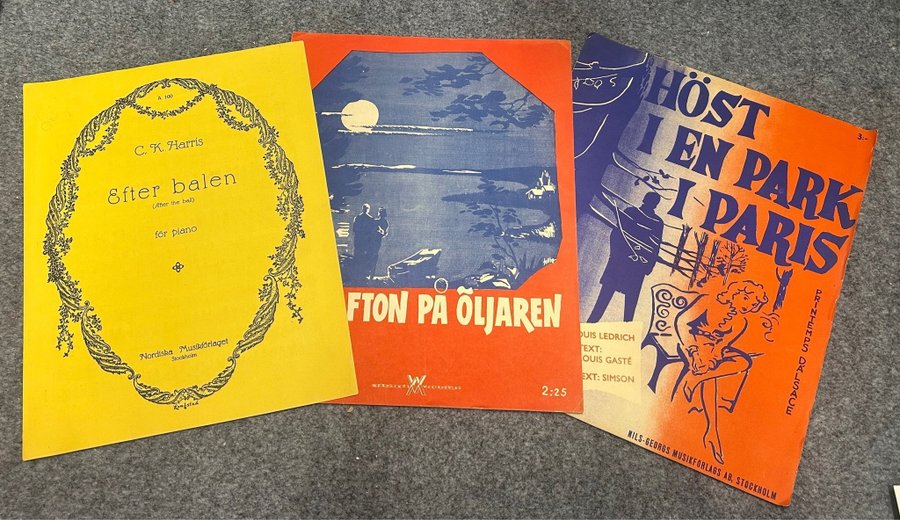 A 100
C. K. Harris
Efter balen
(After the ball)
för piano
Nordiska Musikförlaget
Stockholm
FTON PÅ ÖLJAREN
2:25
HÖST
I EN PARK
I PARIS
3:-
PRINTEMPS D'ALSACE
OUIS LEDRICH
TEXT:
OUIS GASTÉ
TEXT: SIMSON
NILS-GEORGS MUSIKFÖRLAGS AB, STOCKHOLM